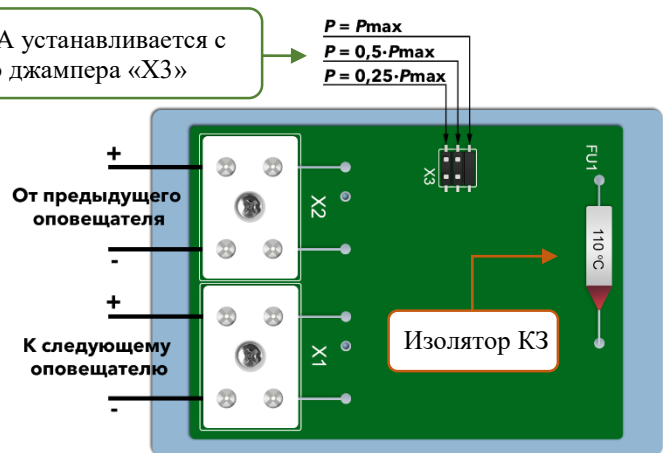 А устанавливается с
джампера «Х3»
P = Pmax
P = 0,5·Pmax
P = 0,25·Pmax
+
От предыдущего
оповещателя
-
+
К следующему
оповещателю
-
X2
X1
X3
FU1
110 °C
Изолятор КЗ